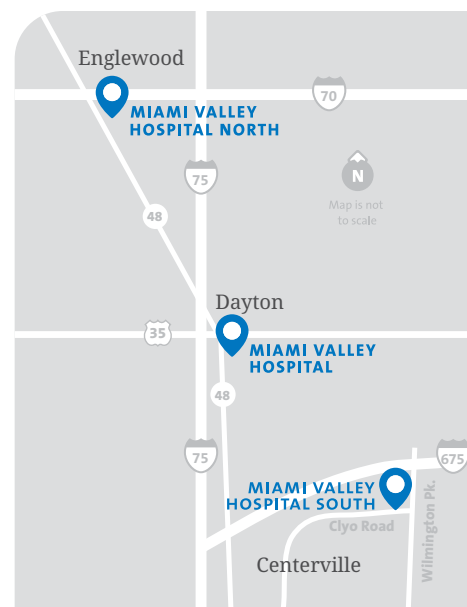 Englewood
70
MIAMI VALLEY
HOSPITAL NORTH
75
N
Map is not
to scale
48
Dayton
35
MIAMI VALLEY
HOSPITAL
48
75
675
MIAMI VALLEY
HOSPITAL SOUTH
Clyo Road
Wilmington Pk.
Centerville